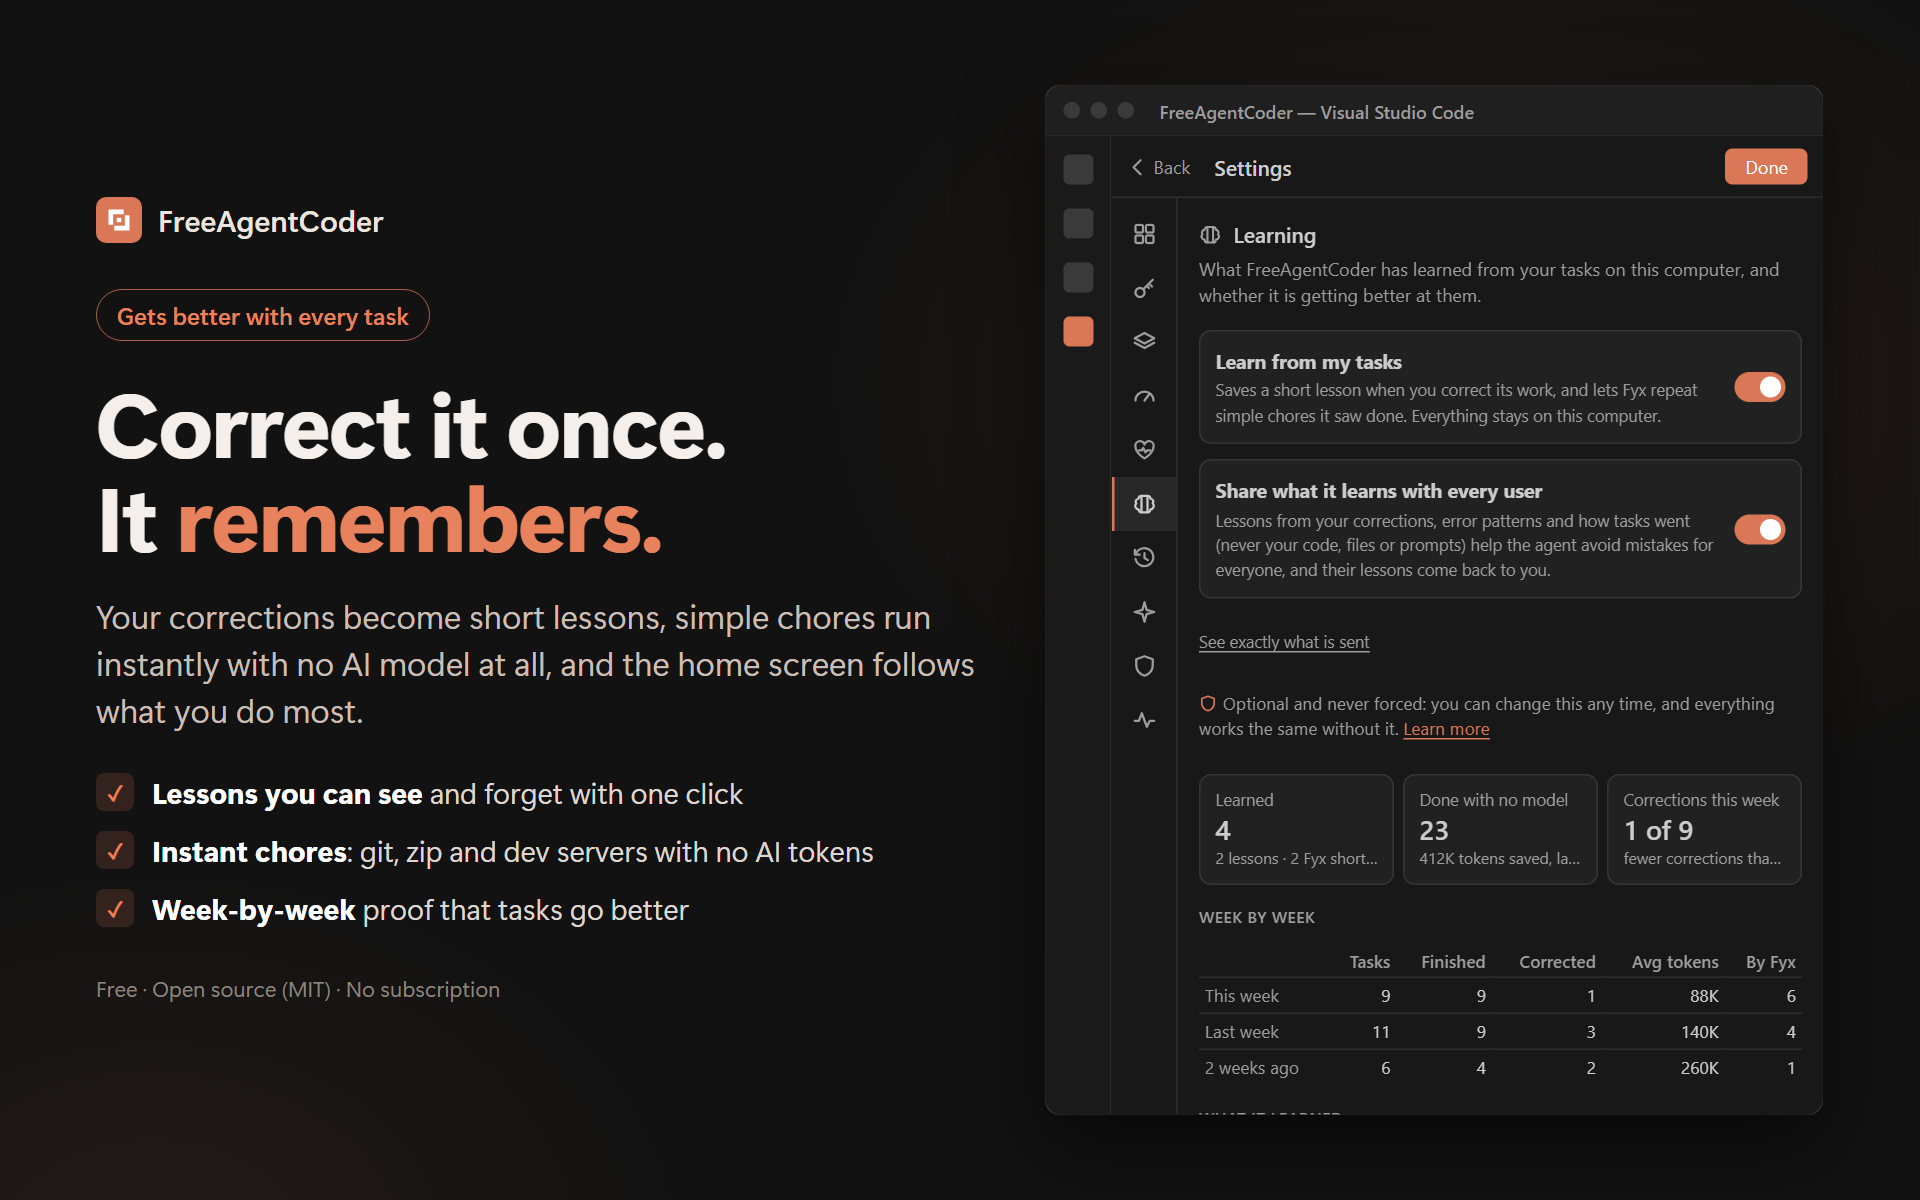 FreeAgentCoder
Gets better with every task
Correct it once.
It remembers.
Your corrections become short lessons, simple chores run
instantly with no AI model at all, and the home screen follows
what you do most.
Lessons you can see and forget with one click
Instant chores: git, zip and dev servers with no AI tokens
Week-by-week proof that tasks go better
Free · Open source (MIT) · No subscription
FreeAgentCoder — Visual Studio Code
Back Settings Done
Learning
What FreeAgentCoder has learned from your tasks on this computer, and
whether it is getting better at them.
Learn from my tasks
Saves a short lesson when you correct its work, and lets Fyx repeat
simple chores it saw done. Everything stays on this computer.
Share what it learns with every user
Lessons from your corrections, error patterns and how tasks went
(never your code, files or prompts) help the agent avoid mistakes for
everyone, and their lessons come back to you.
See exactly what is sent
Optional and never forced: you can change this any time, and everything
works the same without it. Learn more
Learned
4
2 lessons · 2 Fyx short...
Done with no model
23
412K tokens saved, la...
Corrections this week
1 of 9
fewer corrections tha...
WEEK BY WEEK
Tasks Finished Corrected Avg tokens By Fyx
This week 9 9 1 88K 6
Last week 11 9 3 140K 4
2 weeks ago 6 4 2 260K 1